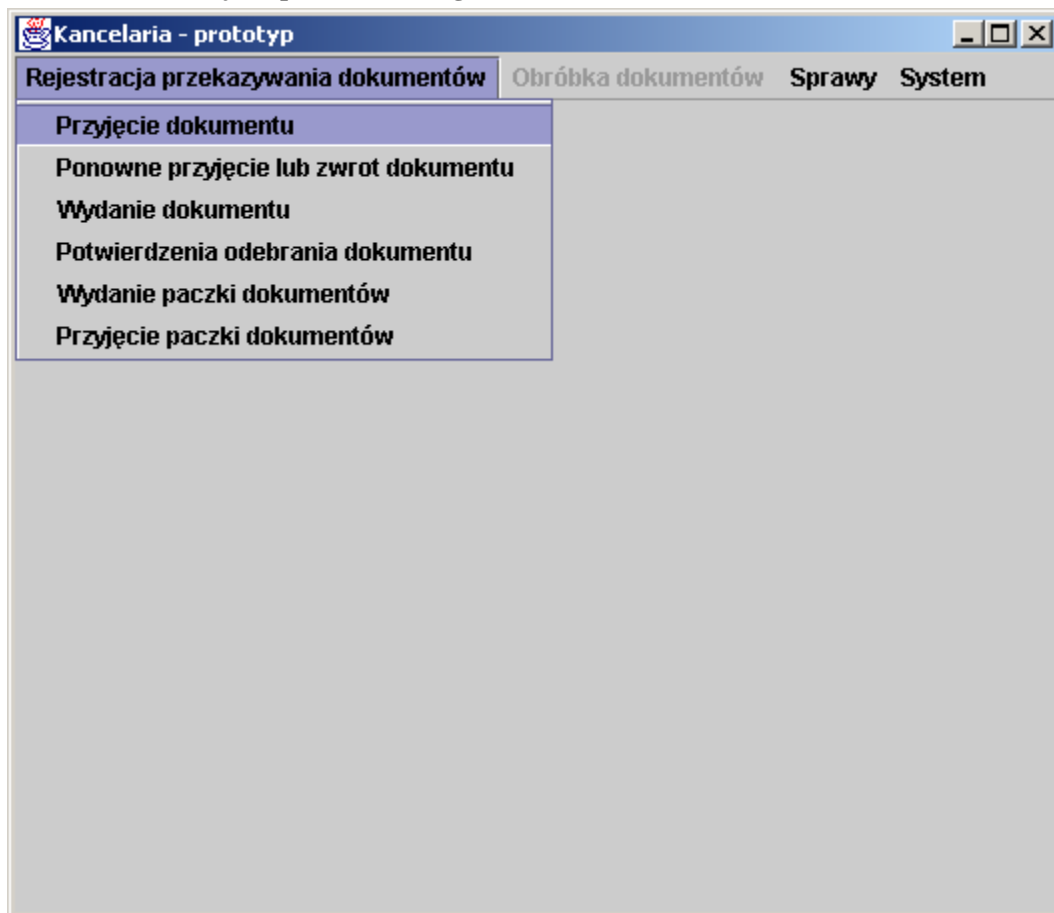 Kancelaria - prototyp
Rejestracja przekazywania dokumentów Obróbka dokumentów Sprawy System
Przyjęcie dokumentu
Ponowne przyjęcie lub zwrot dokumentu
Wydanie dokumentu
Potwierdzenia odebrania dokumentu
Wydanie paczki dokumentów
Przyjęcie paczki dokumentów